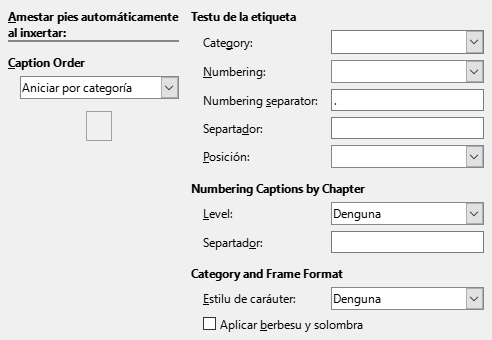 Amestar pies automáticamente
al inxertar:
Caption Order
Aniciar por categoría
Testu de la etiqueta
Category:
Numbering:
Numbering separator: .
Separtador:
Posición:
Numbering Captions by Chapter
Level: Denguna
Separtador:
Category and Frame Format
Estilu de caráuter: Denguna
Aplicar berbesu y solombra